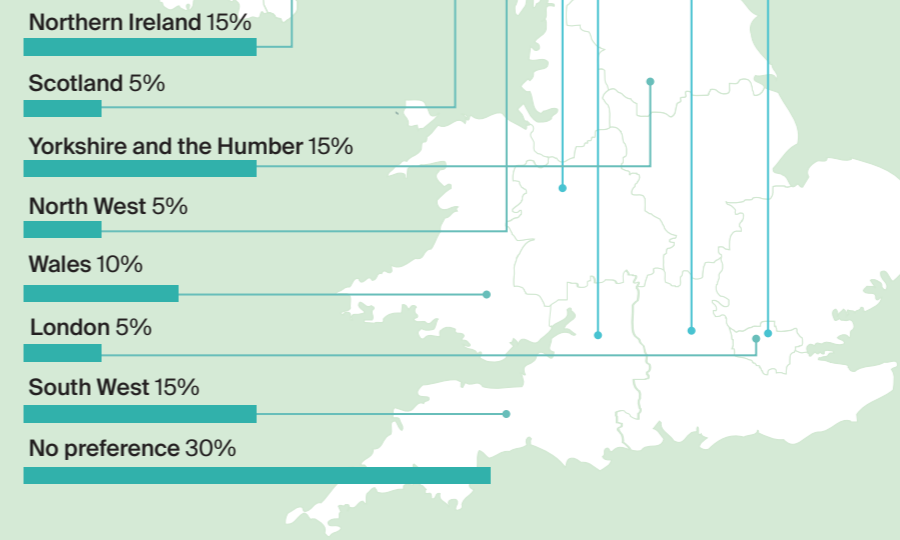 Northern Ireland 15%
Scotland 5%
Yorkshire and the Humber 15%
North West 5%
Wales 10%
London 5%
South West 15%
No preference 30%